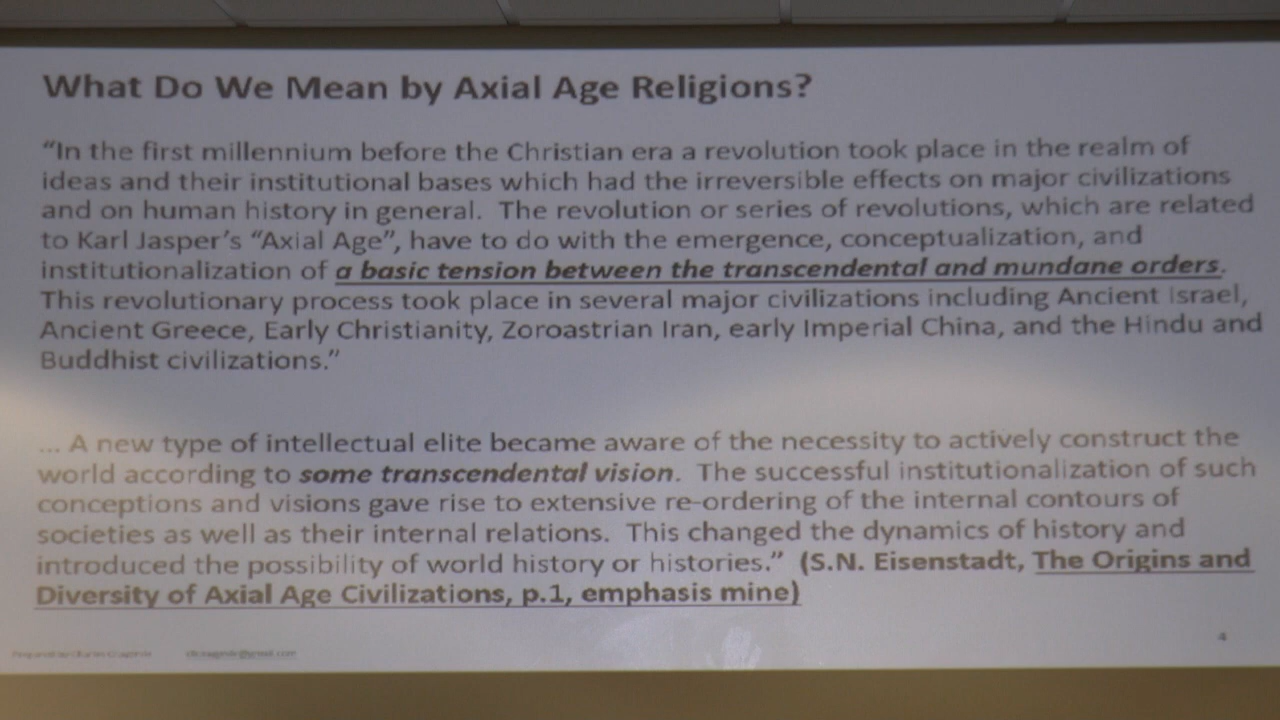 What Do We Mean by Axial Age Religions?
“In the first millennium before the Christian era a revolution took place in the realm of
ideas and their institutional bases which had the irreversible effects on major civilizations
and on human history in general.  The revolution or series of revolutions, which are related
to Karl Jasper’s “Axial Age”, have to do with the emergence, conceptualization, and
institutionalization of a basic tension between the transcendental and mundane orders.
This revolutionary process took place in several major civilizations including Ancient Israel,
Ancient Greece, Early Christianity, Zoroastrian Iran, early Imperial China, and the Hindu and
Buddhist civilizations.”
... A new type of intellectual elite became aware of the necessity to actively construct the
world according to some transcendental vision.  The successful institutionalization of such
conceptions and visions gave rise to extensive re-ordering of the internal contours of
societies as well as their internal relations.  This changed the dynamics of history and
introduced the possibility of world history or histories.”  (S.N. Eisenstadt, The Origins and
Diversity of Axial Age Civilizations, p.1, emphasis mine)
4